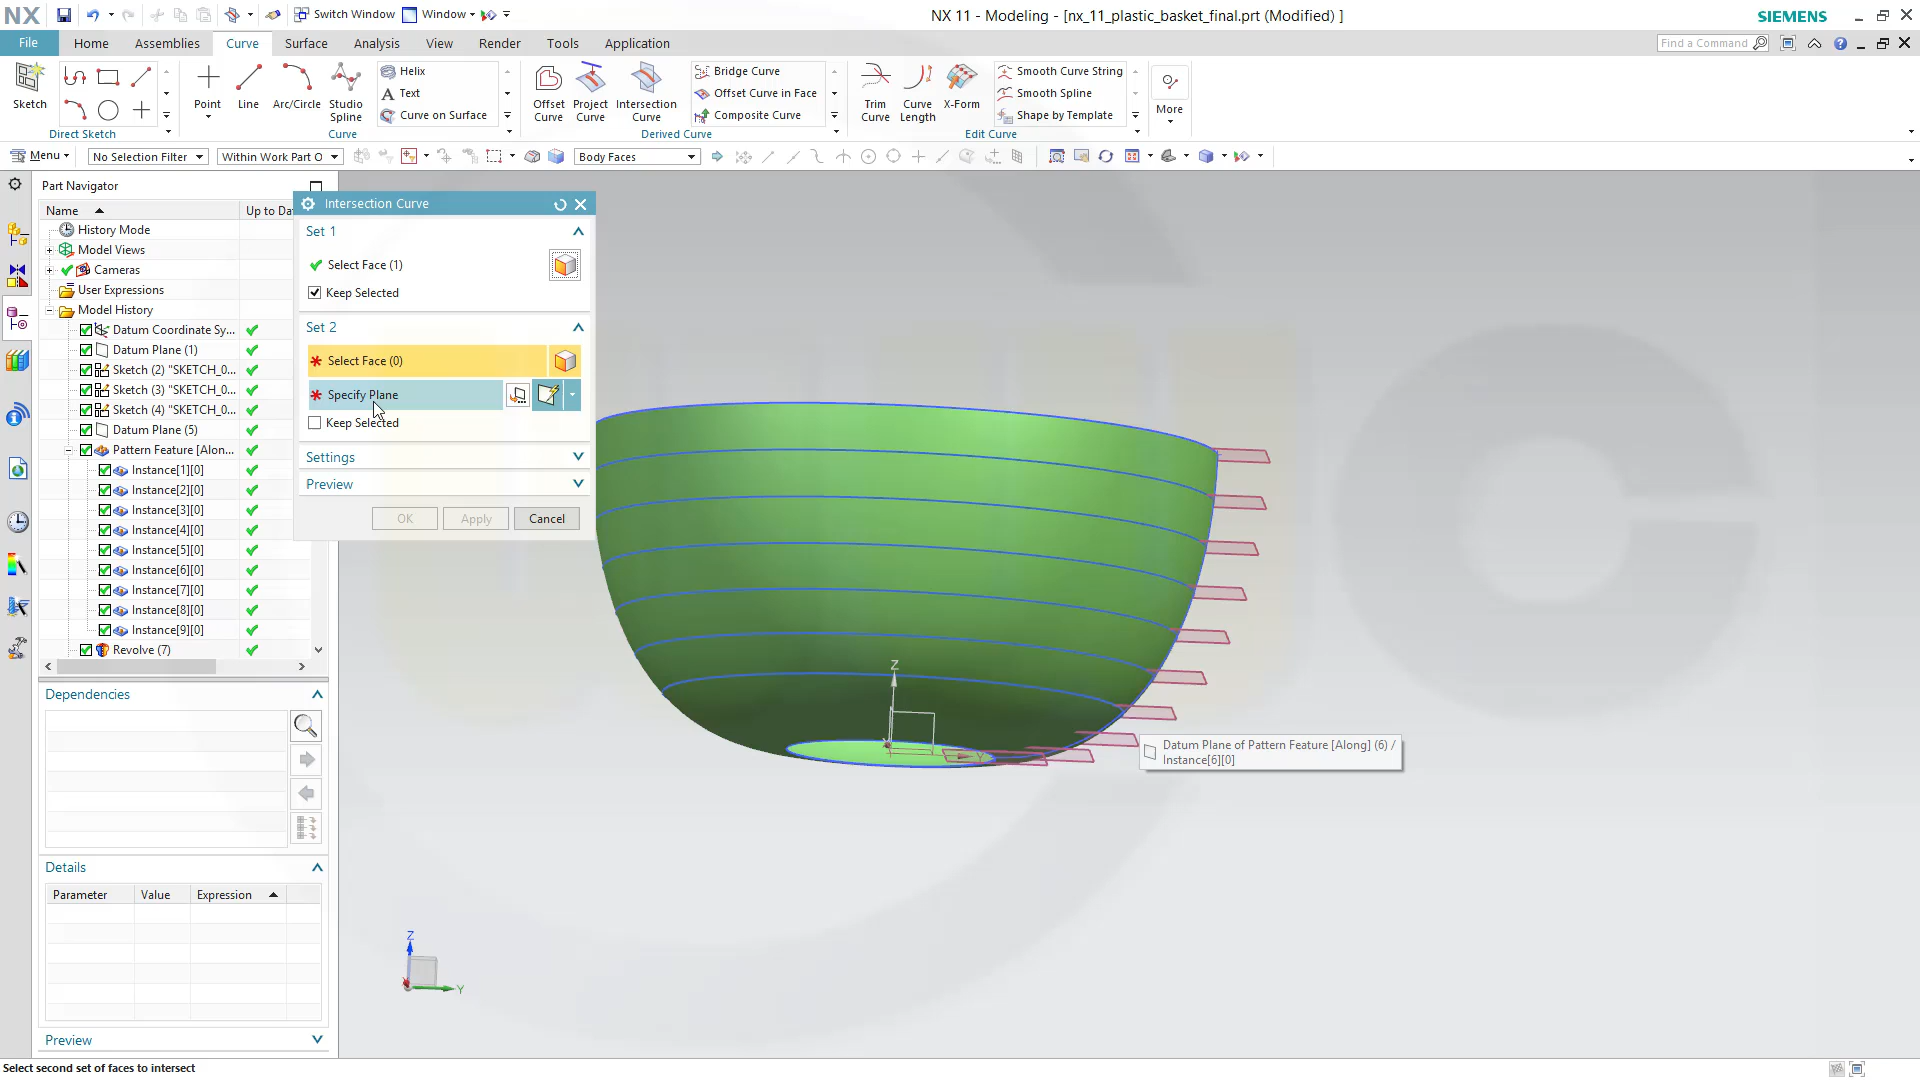 NX
Switch Window
Window
NX 11 - Modeling - [nx_11_plastic_basket_final.prt (Modified) ]
SIEMENS
File
Home
Assemblies
Curve
Surface
Analysis
View
Render
Tools
Application
Find a Command
Sketch
Point
Line
Arc/Circle
Studio Spline
Helix
Text
Curve on Surface
Offset Curve
Project Curve
Intersection Curve
Bridge Curve
Offset Curve in Face
Composite Curve
Trim Curve
Curve Length
X-Form
Smooth Curve String
Smooth Spline
Shape by Template
More
Direct Sketch
Curve
Derived Curve
Edit Curve
Menu
No Selection Filter
Within Work Part O
Body Faces
Part Navigator
Name
Up to Da
History Mode
Model Views
Cameras
User Expressions
Model History
Datum Coordinate Sy...
Datum Plane (1)
Sketch (2) "SKETCH_0...
Sketch (3) "SKETCH_0...
Sketch (4) "SKETCH_0...
Datum Plane (5)
Pattern Feature [Alon...
Instance[1][0]
Instance[2][0]
Instance[3][0]
Instance[4][0]
Instance[5][0]
Instance[6][0]
Instance[7][0]
Instance[8][0]
Instance[9][0]
Revolve (7)
Dependencies
Details
Parameter
Value
Expression
Preview
Intersection Curve
Set 1
Select Face (1)
Keep Selected
Set 2
Select Face (0)
Specify Plane
Keep Selected
Settings
Preview
OK
Apply
Cancel
Z
Datum Plane of Pattern Feature [Along] (6) /
Instance[6][0]
Z
Y
Select second set of faces to intersect